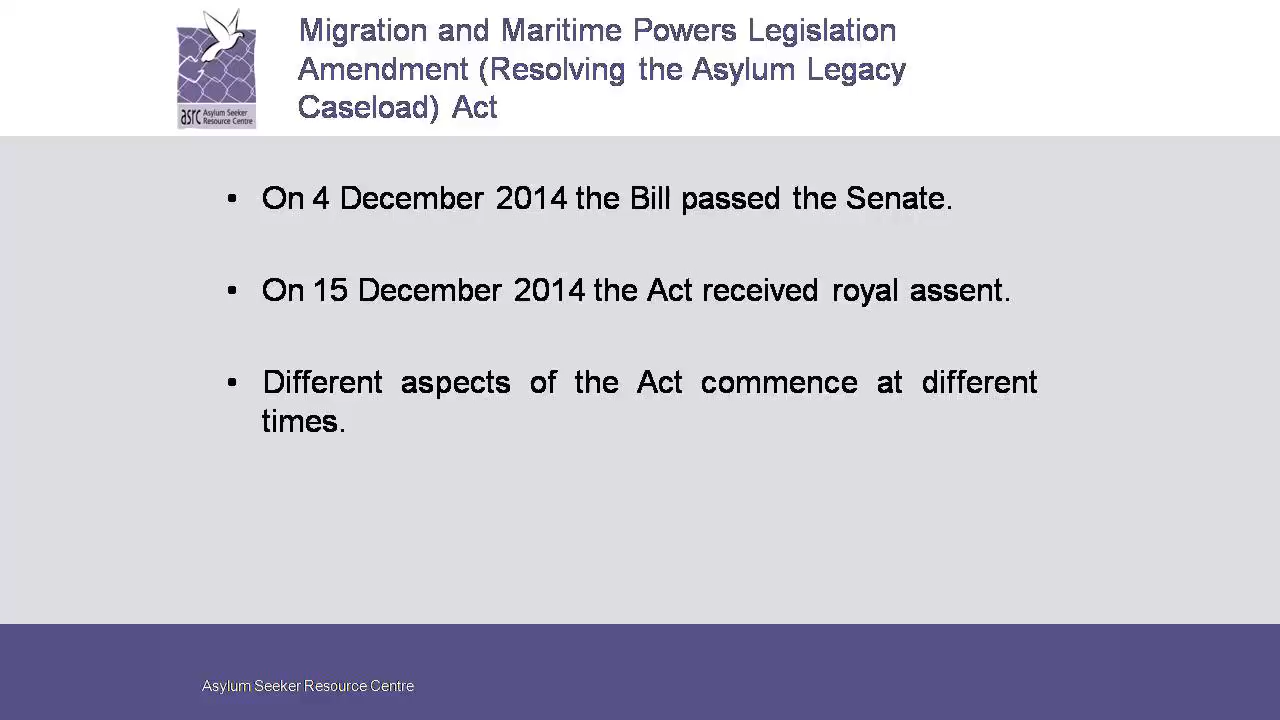 Migration and Maritime Powers Legislation
Amendment (Resolving the Asylum Legacy
Caseload) Act
asrc Asylum Seeker
Resource Centre
• On 4 December 2014 the Bill passed the Senate.
• On 15 December 2014 the Act received royal assent.
• Different aspects of the Act commence at different
times.
Asylum Seeker Resource Centre